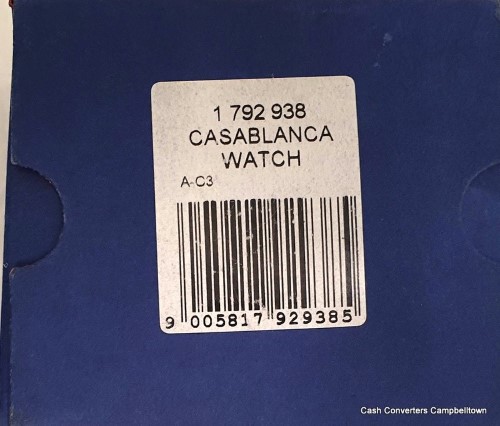 1 792 938
CASABLANCA
WATCH
A-C3
9 005817 929385
Cash Converters Campbelltown